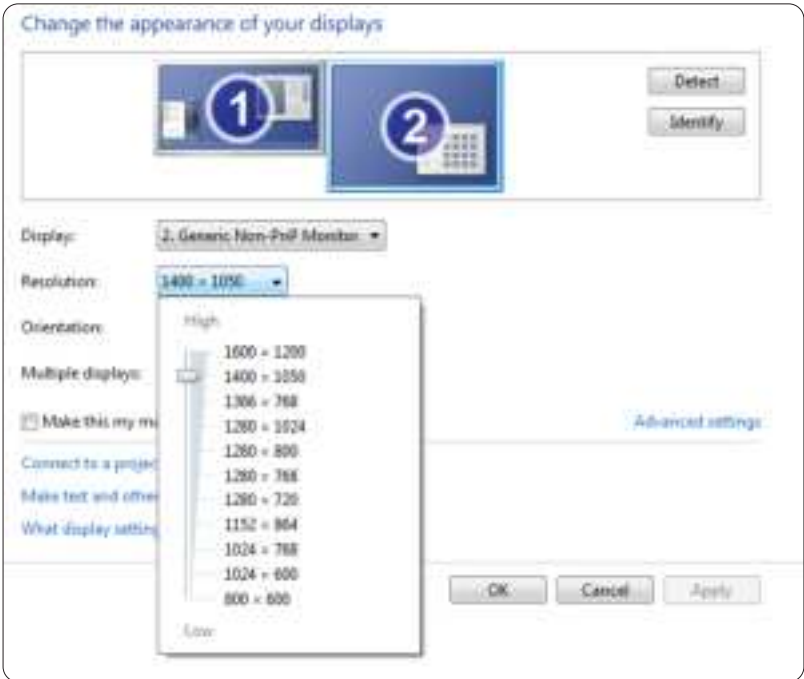 Change the appearance of your displays
1
2
Detect
Identify
Display:
2. Generic Non-PnP Monitor
Resolution:
1400 × 1050
Orientation:
High
1600 × 1200
Multiple displays:
1400 × 1050
1366 × 768
Make this my
1280 × 1024
Advanced settings
1280 × 800
Connect to a
1280 × 768
Make text and
1280 × 720
What display
1152 × 864
1024 × 768
1024 × 600
800 × 600
Low
OK
Cancel
Apply